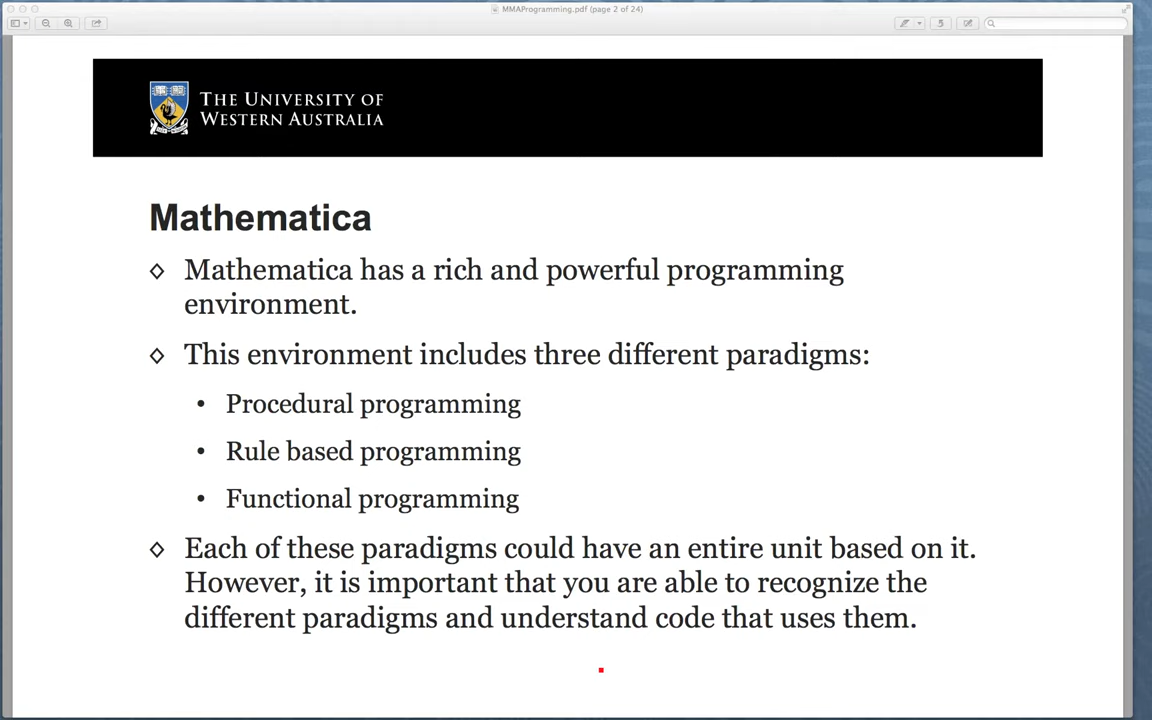 MMAProgramming.pdf (page 2 of 24)
THE UNIVERSITY OF
WESTERN AUSTRALIA
Mathematica
◊ Mathematica has a rich and powerful programming
environment.
◊ This environment includes three different paradigms:
• Procedural programming
• Rule based programming
• Functional programming
◊ Each of these paradigms could have an entire unit based on it.
However, it is important that you are able to recognize the
different paradigms and understand code that uses them.